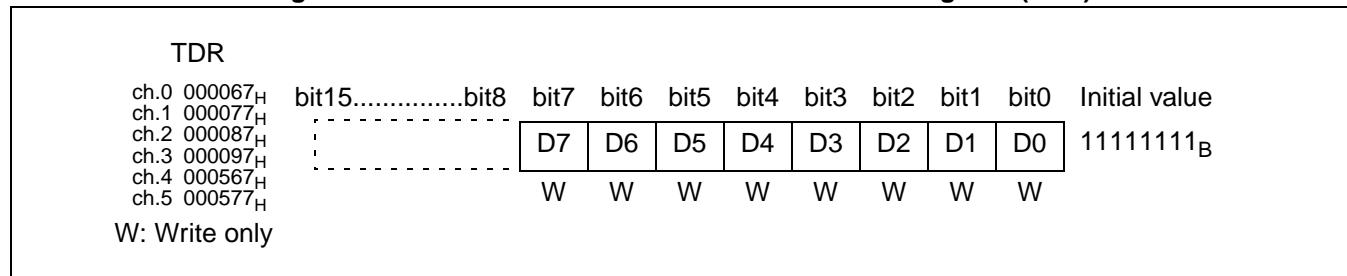 TDR
ch.0 000067H
ch.1 000077H
ch.2 000087H
ch.3 000097H
ch.4 000567H
ch.5 000577H
bit15...............bit8 bit7 bit6 bit5 bit4 bit3 bit2 bit1 bit0 Initial value
D7 D6 D5 D4 D3 D2 D1 D0 11111111B
W W W W W W W W
W: Write only